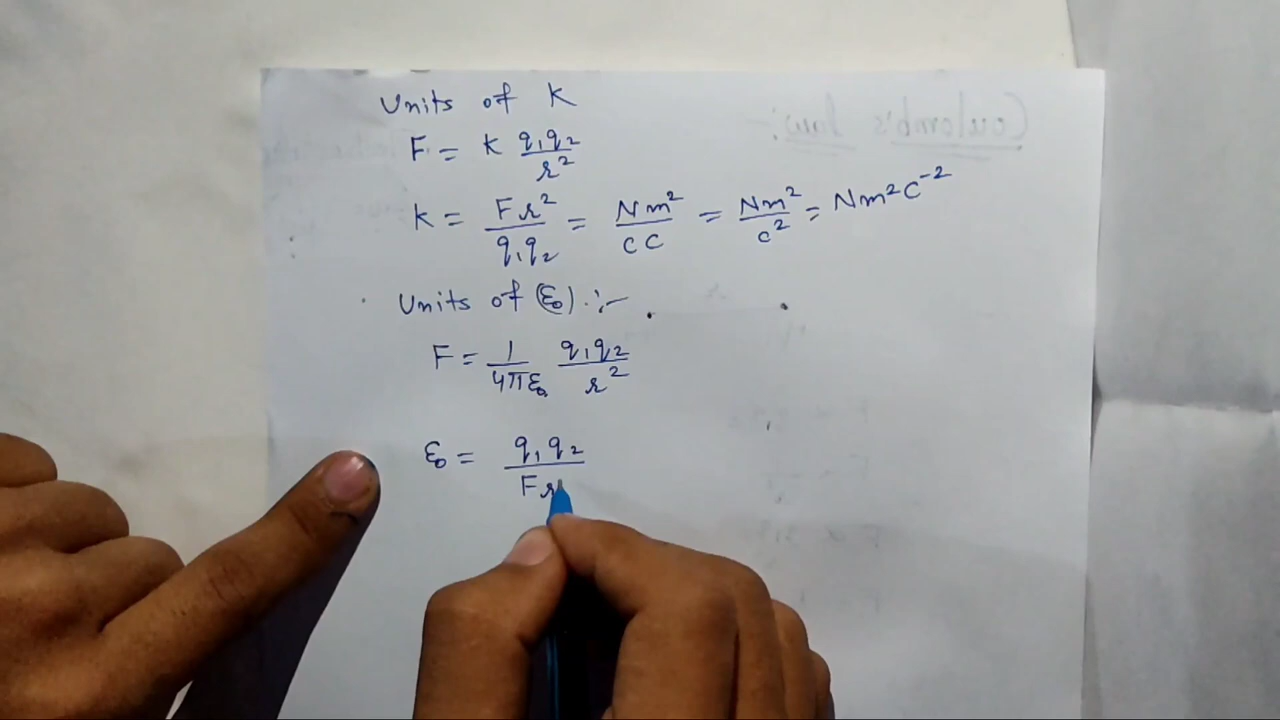 Units of K
F = K q₁q₂/r²
K = Fr²/q₁q₂ = Nm²/CC = Nm²/C² = Nm²C⁻²
Units of (ε₀) :-
F = 1/4πε₀ q₁q₂/r²
ε₀ = q₁q₂/Fr
Coulomb's law :-